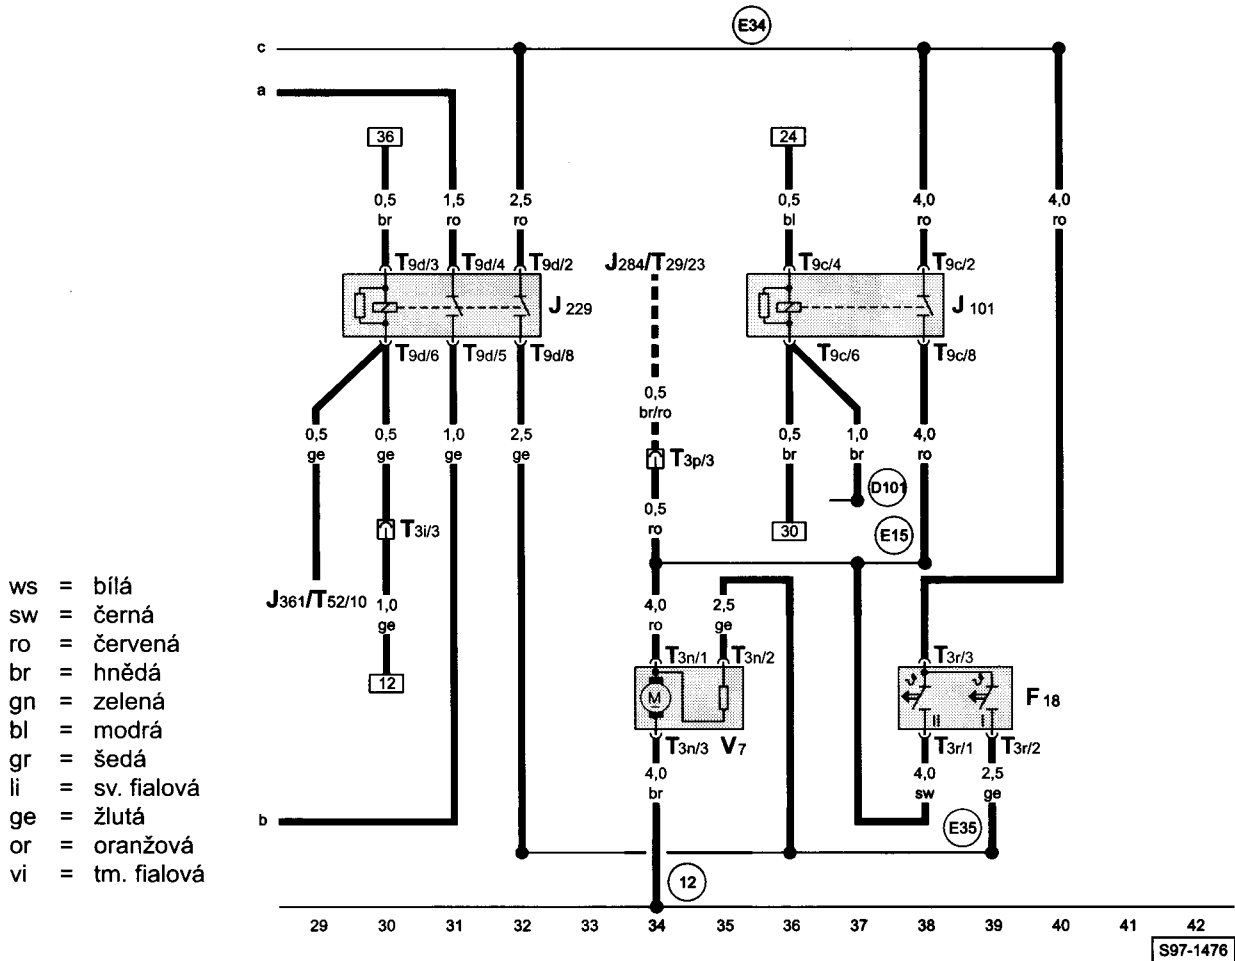 E34
c
a
36
24
0,5 1,5 2,5 0,5 4,0 4,0
br ro ro bl ro ro
T9d/3 T9d/4 T9d/2 J284/T29/23 T9c/4 T9c/2
J229 J101
T9d/6 T9d/5 T9d/8 T9c/6 T9c/8
0,5
br/ro
0,5 0,5 1,0 2,5 0,5 1,0 4,0
ge ge ge ge br br ro
T3p/3
D101
0,5
ro
T3i/3
30
E15
J361/T52/10
1,0
ge
4,0 2,5
ro ge
T3n/1 T3n/2 T3r/3
12
M
F18
II I
T3n/3 V7 T3r/1 T3r/2
4,0 4,0 2,5
br sw ge
b
E35
12
ws = bílá
sw = černá
ro = červená
br = hnědá
gn = zelená
bl = modrá
gr = šedá
li = sv. fialová
ge = žlutá
or = oranžová
vi = tm. fialová
29 30 31 32 33 34 35 36 37 38 39 40 41 42
S97-1476